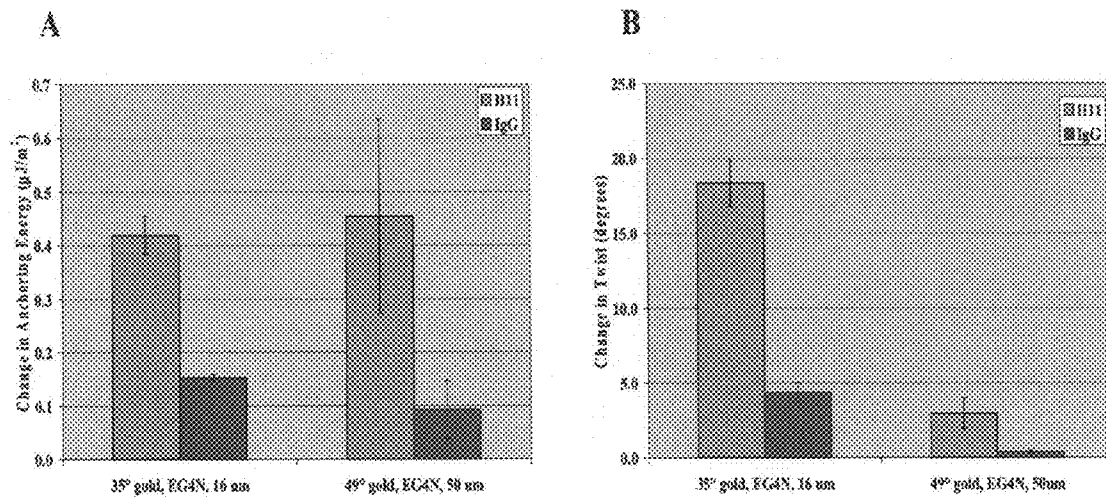 A
0.7
0.6
0.5
0.4
0.3
0.2
0.1
0.0
Change in Anchoring Energy (µJ/m²)
IgG
35° gold, EG4N, 16 nm
49° gold, EG4N, 50 nm
B
25.0
20.0
15.0
10.0
5.0
0.0
Change in Twist (degrees)
IgG
35° gold, EG4N, 16 nm
49° gold, EG4N, 50nm